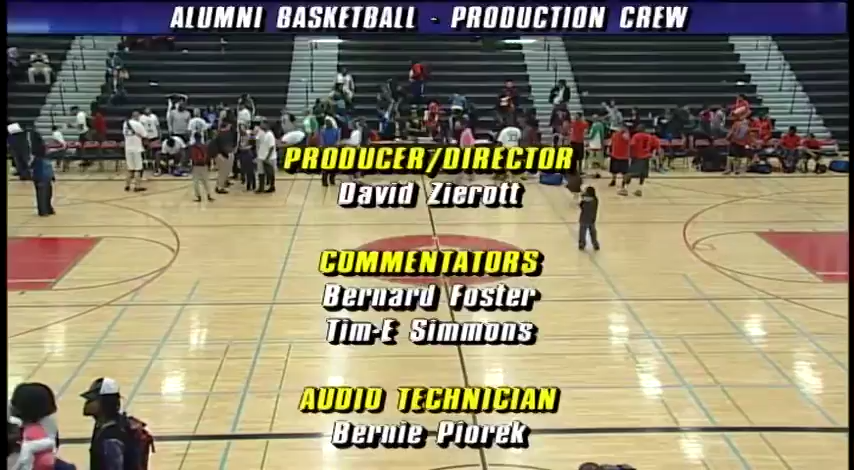 ALUMNI BASKETBALL - PRODUCTION CREW
PRODUCER/DIRECTOR
David Zierott
COMMENTATORS
Bernard Foster
Tim-E Simmons
AUDIO TECHNICIAN
Bernie Piorek